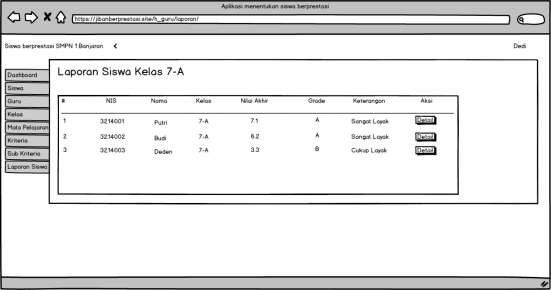 Aplikasi menentukan siswa berprestasi
https://jbanberprestasi.site/h_guru/laporan/
Siswa berprestasi SMPN 1 Banjaran
Dedi
Dashboard
Siswa
Guru
Kelas
Mata Pelajaran
Kriteria
Sub Kriteria
Laporan Siswa
Laporan Siswa Kelas 7-A
# NIS Nama Kelas Nilai Akhir Grade Keterangan Aksi
1 3214001 Putri 7-A 7.1 A Sangat Layak Detail
2 3214002 Budi 7-A 6.2 A Sangat Layak Detail
3 3214003 Deden 7-A 3.3 B Cukup Layak Detail